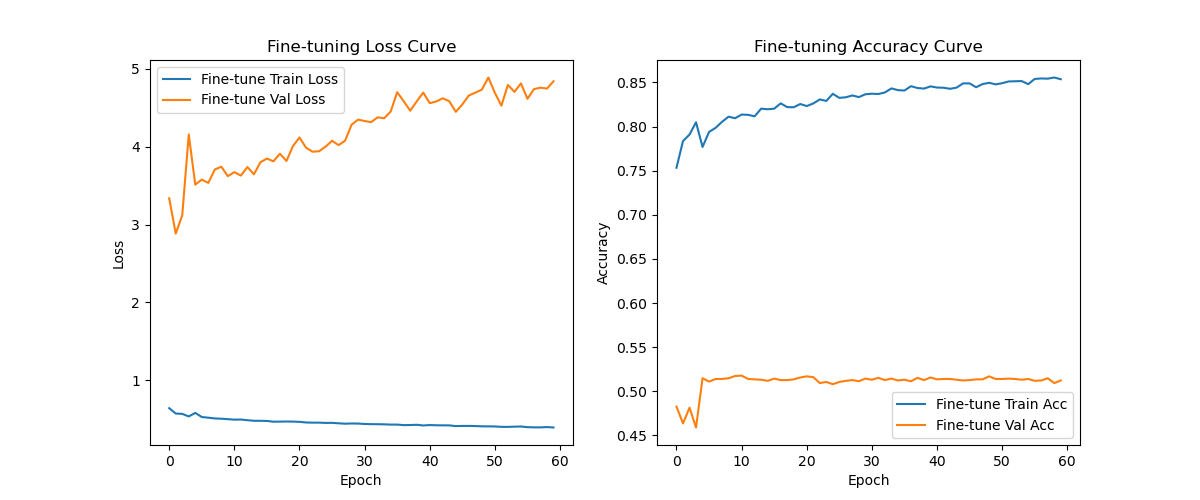 Fine-tuning Loss Curve
Fine-tune Train Loss
Fine-tune Val Loss
5
4
3
2
1
Loss
0 10 20 30 40 50 60
Epoch
Fine-tuning Accuracy Curve
0.85
0.80
0.75
0.70
0.65
0.60
0.55
0.50
0.45
Accuracy
Fine-tune Train Acc
Fine-tune Val Acc
0 10 20 30 40 50 60
Epoch